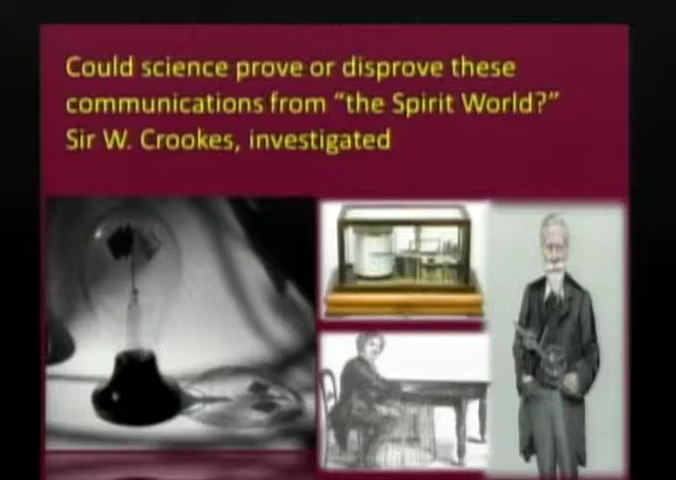 Could science prove or disprove these
communications from “the Spirit World?”
Sir W. Crookes, investigated